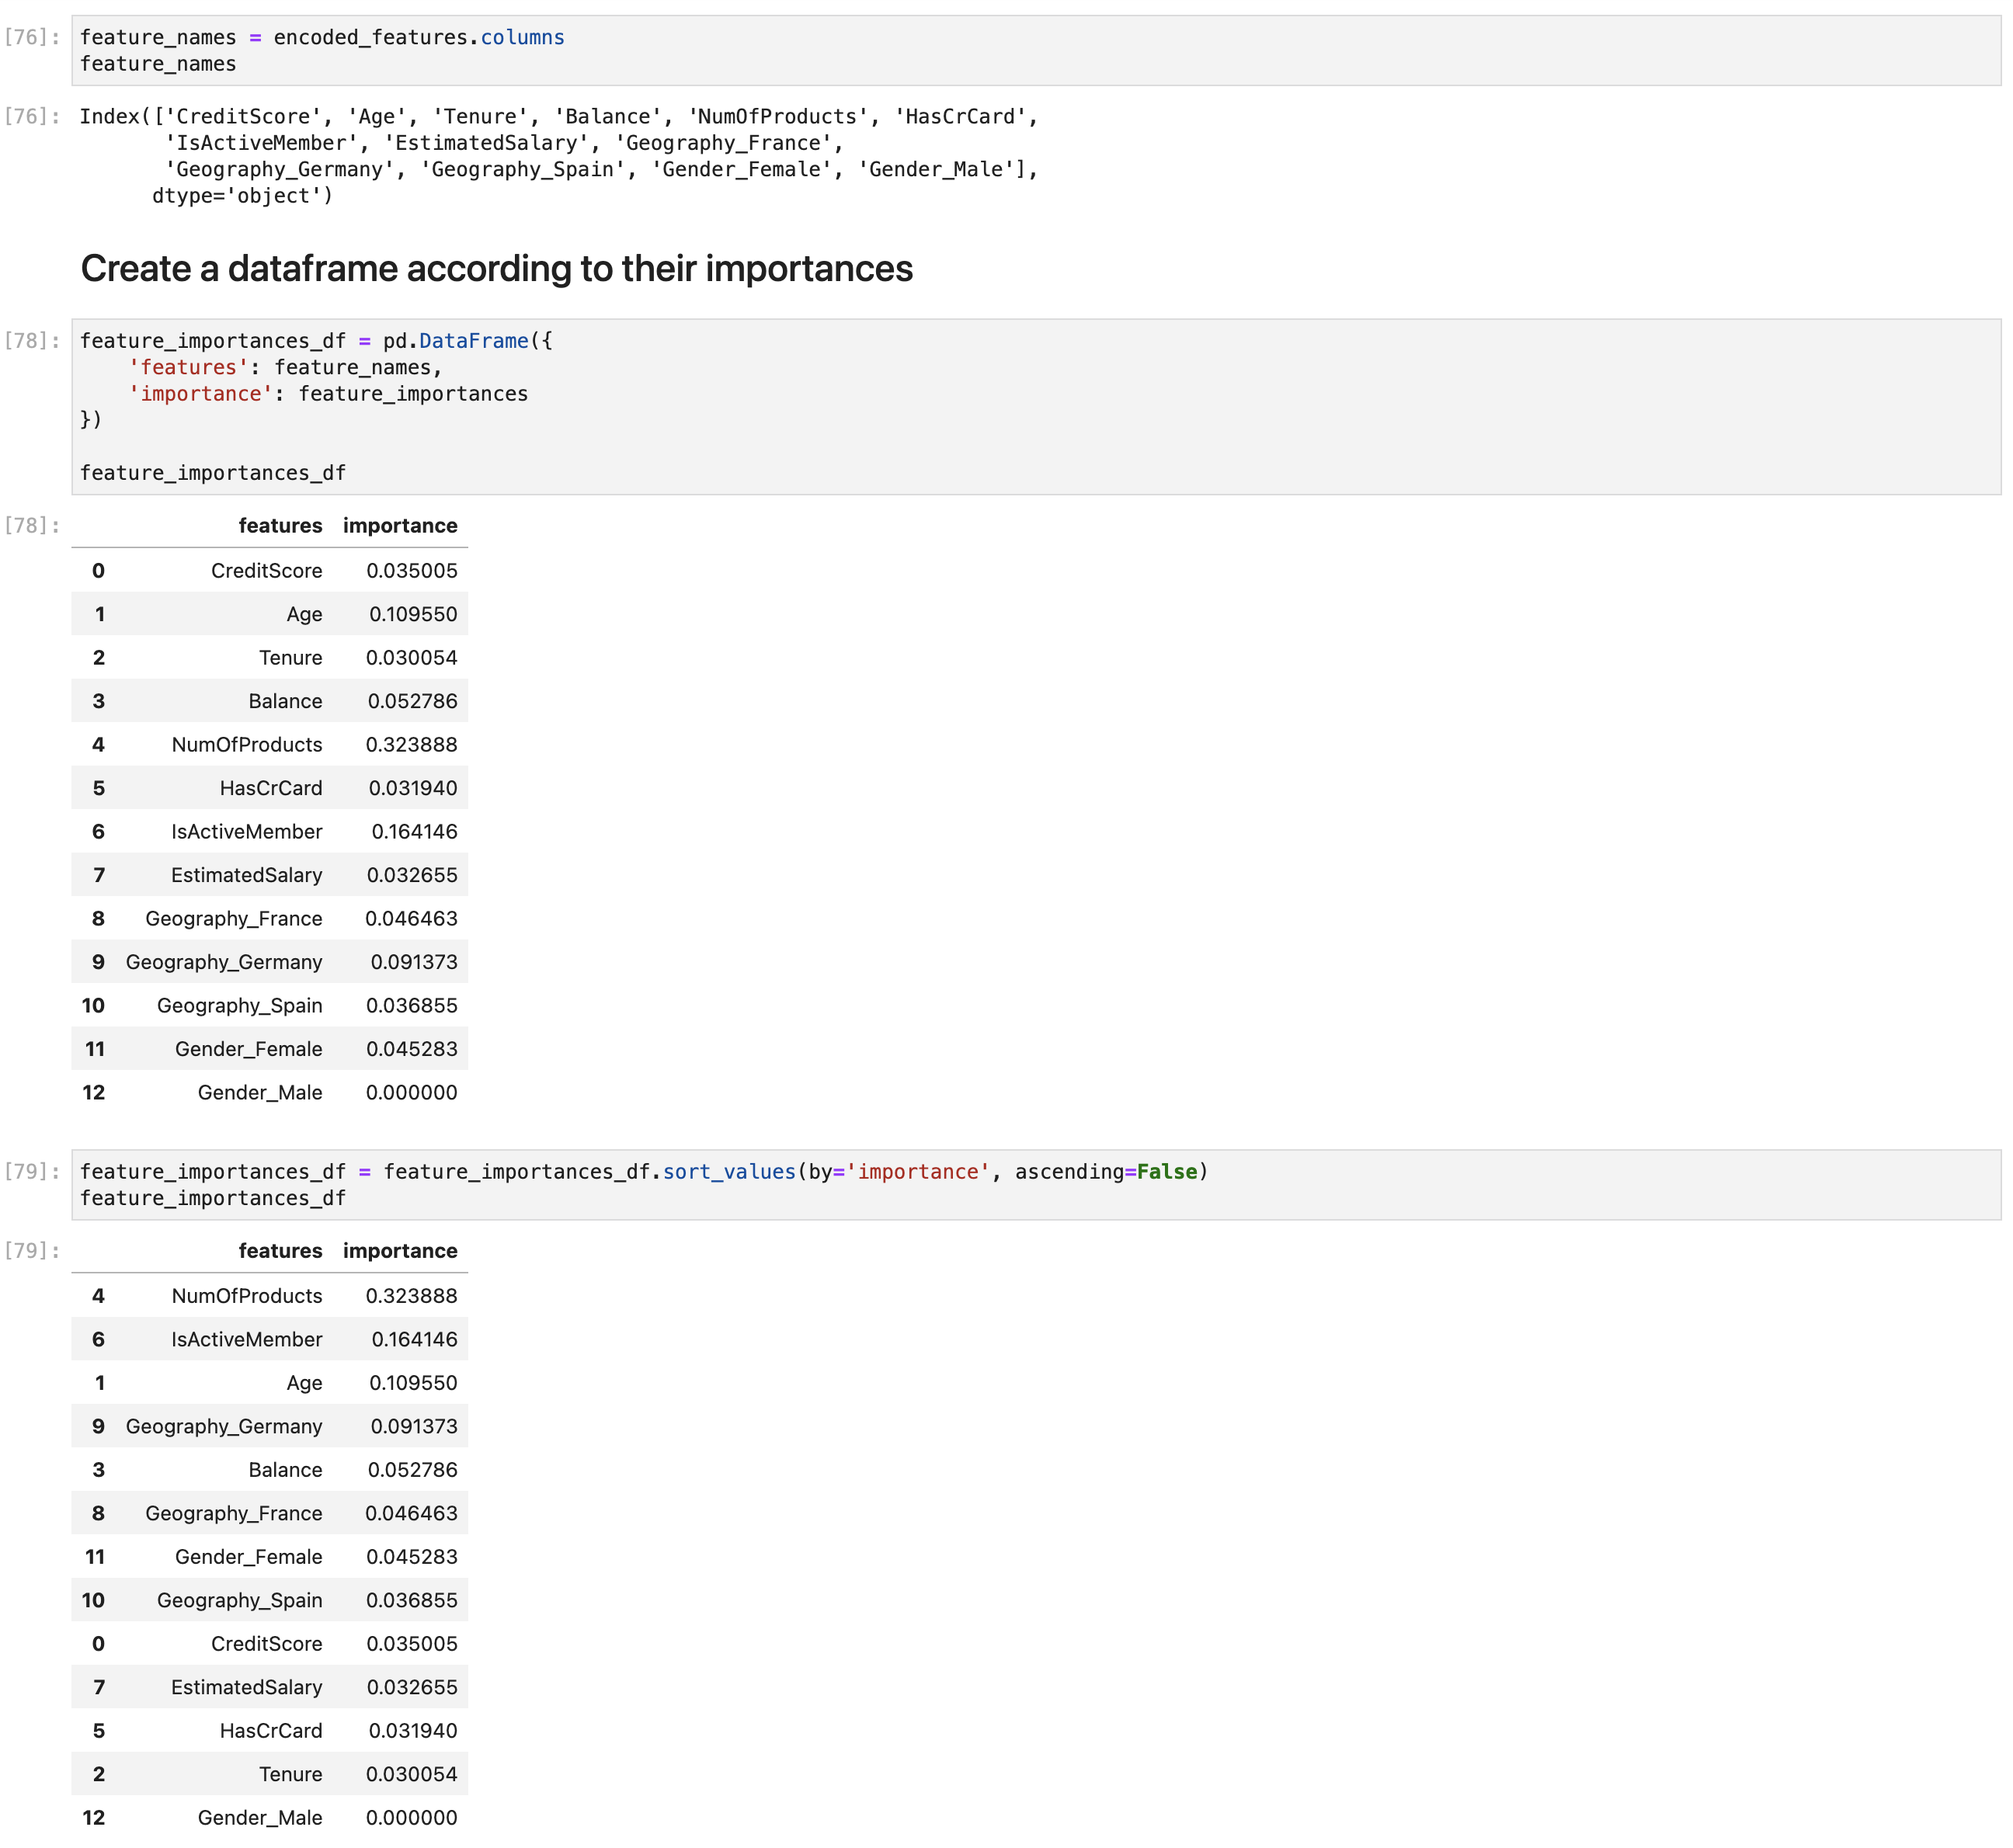 [76]: feature_names = encoded_features.columns
feature_names
[76]: Index(['CreditScore', 'Age', 'Tenure', 'Balance', 'NumOfProducts', 'HasCrCard',
'IsActiveMember', 'EstimatedSalary', 'Geography_France',
'Geography_Germany', 'Geography_Spain', 'Gender_Female', 'Gender_Male'],
dtype='object')
Create a dataframe according to their importances
[78]: feature_importances_df = pd.DataFrame({
'features': feature_names,
'importance': feature_importances
})
feature_importances_df
[78]: features importance
0 CreditScore 0.035005
1 Age 0.109550
2 Tenure 0.030054
3 Balance 0.052786
4 NumOfProducts 0.323888
5 HasCrCard 0.031940
6 IsActiveMember 0.164146
7 EstimatedSalary 0.032655
8 Geography_France 0.046463
9 Geography_Germany 0.091373
10 Geography_Spain 0.036855
11 Gender_Female 0.045283
12 Gender_Male 0.000000
[79]: feature_importances_df = feature_importances_df.sort_values(by='importance', ascending=False)
feature_importances_df
[79]: features importance
4 NumOfProducts 0.323888
6 IsActiveMember 0.164146
1 Age 0.109550
9 Geography_Germany 0.091373
3 Balance 0.052786
8 Geography_France 0.046463
11 Gender_Female 0.045283
10 Geography_Spain 0.036855
0 CreditScore 0.035005
7 EstimatedSalary 0.032655
5 HasCrCard 0.031940
2 Tenure 0.030054
12 Gender_Male 0.000000